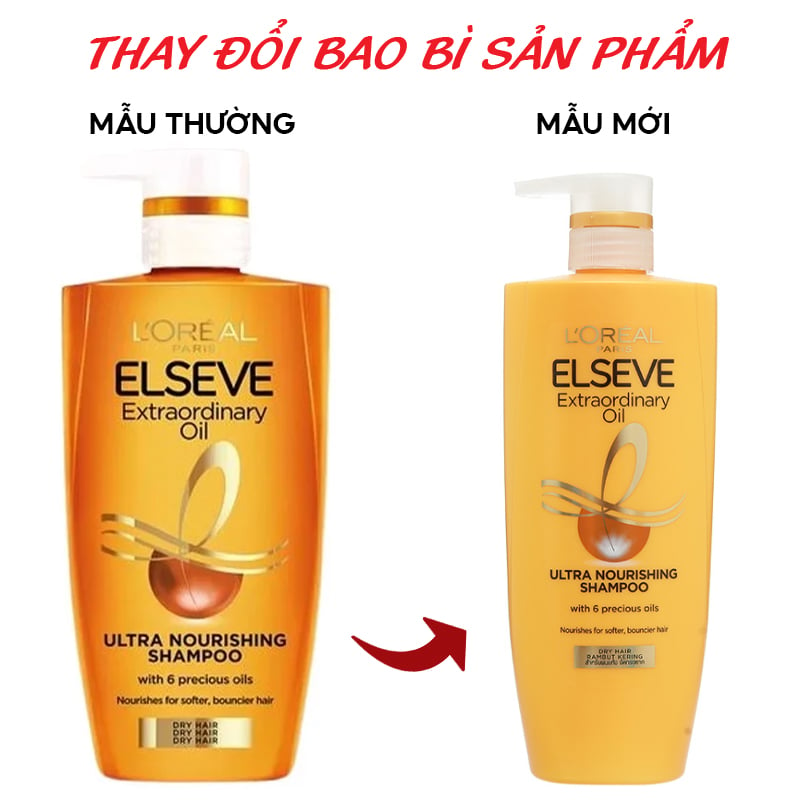 THAY ĐỔI BAO BÌ SẢN PHẨM
MẪU THƯỜNG
MẪU MỚI
L'ORÉAL
PARIS
ELSEVE
Extraordinary
Oil
ULTRA NOURISHING
SHAMPOO
with 6 precious oils
Nourishes for softer, bouncier hair
DRY HAIR
DRY HAIR
DRY HAIR
L'ORÉAL
PARIS
ELSEVE
Extraordinary
Oil
ULTRA NOURISHING
SHAMPOO
with 6 precious oils
Nourishes for softer, bouncier hair
DRY HAIR
RAMBUT KERING